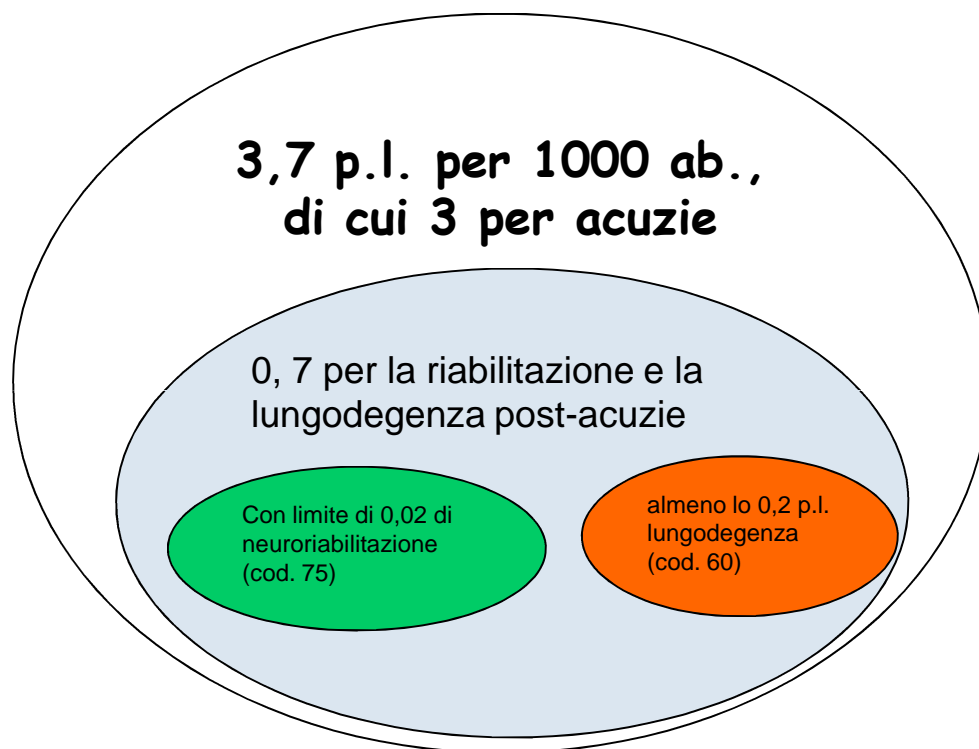 3,7 p.l. per 1000 ab.,
di cui 3 per acuzie
0, 7 per la riabilitazione e la
lungodegenza post-acuzie
Con limite di 0,02 di
neuroriabilitazione
(cod. 75)
almeno lo 0,2 p.l.
lungodegenza
(cod. 60)